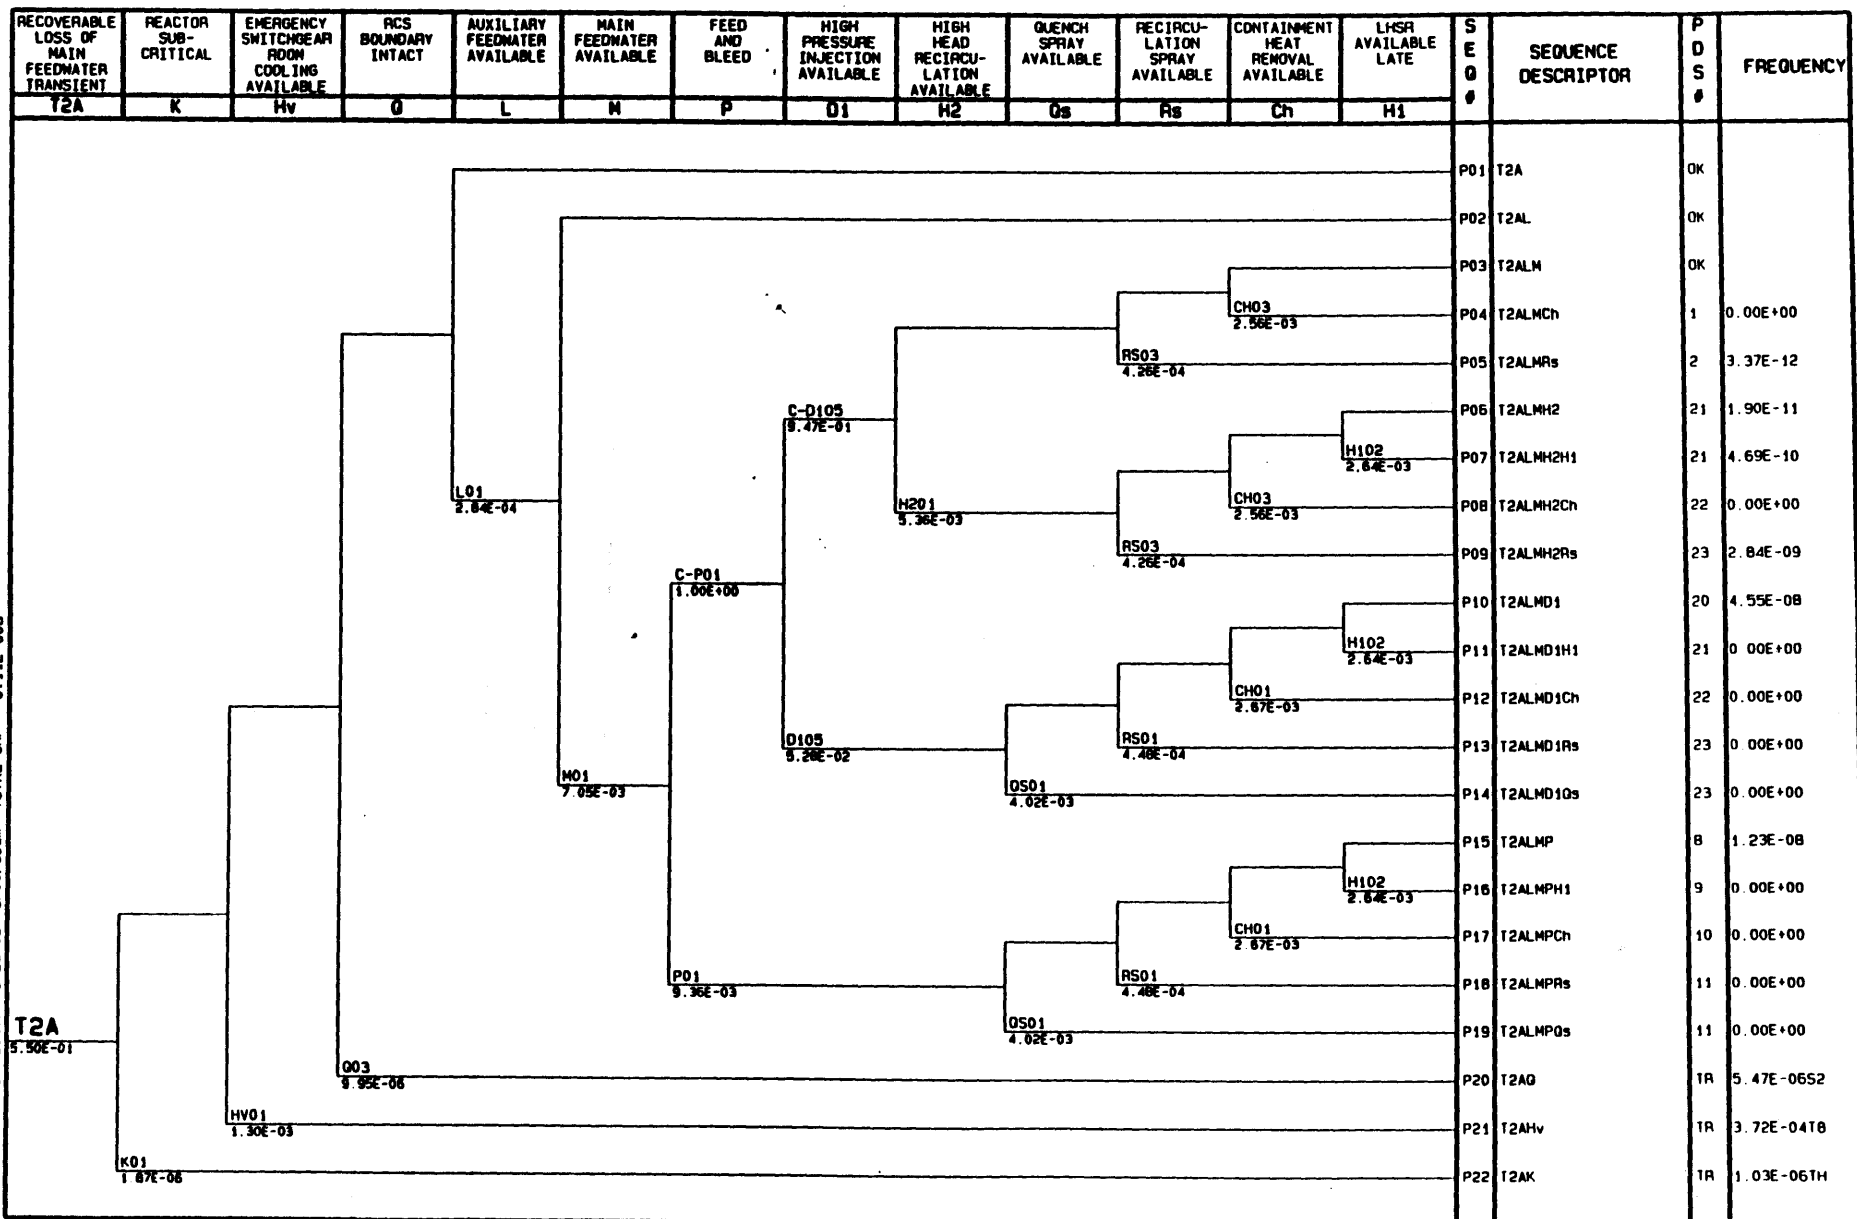 RECOVERABLE LOSS OF MAIN FEEDWATER TRANSIENT
REACTOR SUB-CRITICAL
EMERGENCY SWITCHGEAR ROOM COOLING AVAILABLE
RCS BOUNDARY INTACT
AUXILIARY FEEDWATER AVAILABLE
MAIN FEEDWATER AVAILABLE
FEED AND BLEED
HIGH PRESSURE INJECTION AVAILABLE
HIGH HEAD RECIRCU-LATION AVAILABLE
QUENCH SPRAY AVAILABLE
RECIRCU-LATION SPRAY AVAILABLE
CONTAINMENT HEAT REMOVAL AVAILABLE
LHSR AVAILABLE LATE
SEQ #
SEQUENCE DESCRIPTOR
PDS #
FREQUENCY
T2A K Hv Q L M P D1 H2 Qs Rs Ch H1
P01 T2A OK
P02 T2AL OK
P03 T2ALM OK
CH03
2.56E-03
P04 T2ALMCh 1 0.00E+00
RS03
4.26E-04
P05 T2ALMRs 2 3.37E-12
C-D105
9.47E-01
P06 T2ALMH2 21 1.90E-11
H102
2.64E-03
P07 T2ALMH2H1 21 4.69E-10
L01
2.64E-04
H201
5.36E-03
CH03
2.56E-03
P08 T2ALMH2Ch 22 0.00E+00
RS03
4.26E-04
P09 T2ALMH2Rs 23 2.84E-09
C-P01
1.00E+00
P10 T2ALMD1 20 4.55E-08
H102
2.64E-03
P11 T2ALMD1H1 21 0.00E+00
CH01
2.67E-03
P12 T2ALMD1Ch 22 0.00E+00
D105
5.28E-02
RS01
4.48E-04
P13 T2ALMD1Rs 23 0.00E+00
M01
7.05E-03
QS01
4.02E-03
P14 T2ALMD1Qs 23 0.00E+00
P15 T2ALMP 8 1.23E-08
H102
2.64E-03
P16 T2ALMPH1 9 0.00E+00
CH01
2.67E-03
P17 T2ALMPCh 10 0.00E+00
P01
9.36E-03
RS01
4.48E-04
P18 T2ALMPRs 11 0.00E+00
T2A
5.50E-01
QS01
4.02E-03
P19 T2ALMPQs 11 0.00E+00
Q03
9.95E-06
P20 T2AQ TR 5.47E-06S2
HV01
1.30E-03
P21 T2AHv TR 3.72E-04T8
K01
1.87E-06
P22 T2AK TR 1.03E-06TH